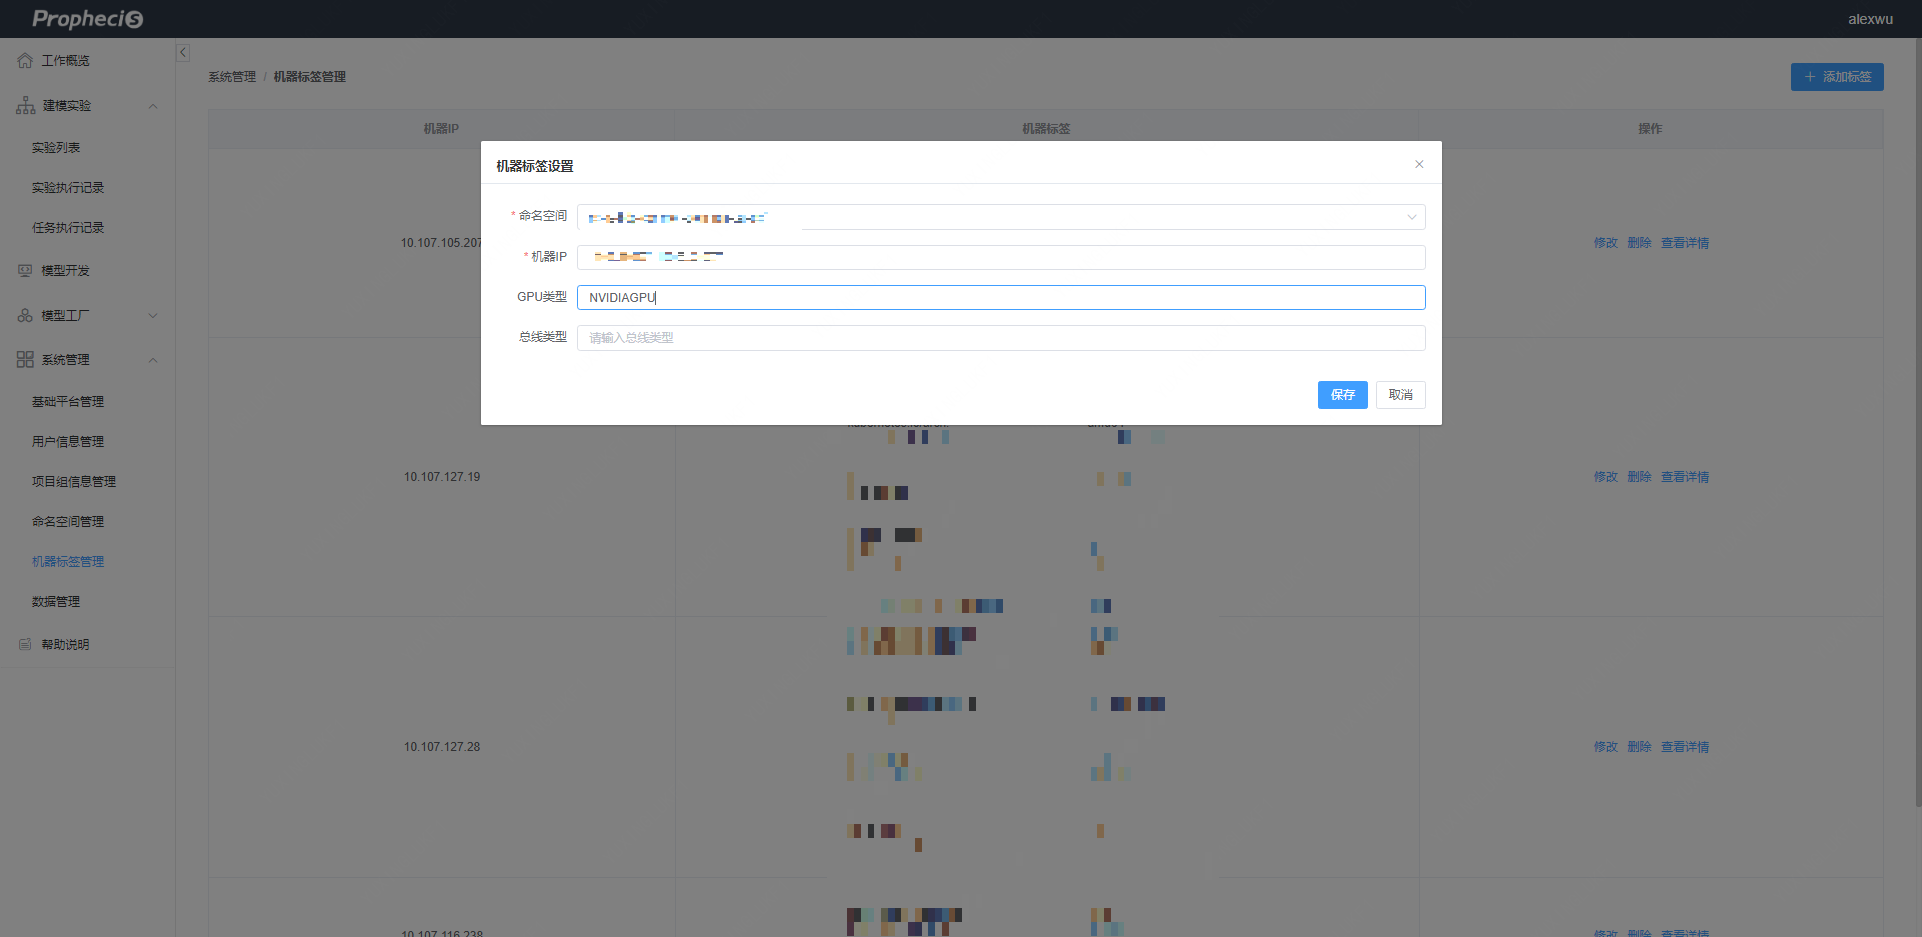 PropheciS
alexwu
工作概览
建模实验
实验列表
实验执行记录
任务执行记录
模型开发
模型工厂
系统管理
基础平台管理
用户信息管理
项目组信息管理
命名空间管理
机器标签管理
数据管理
帮助说明
系统管理 / 机器标签管理
+ 添加标签
机器IP 机器标签 操作
机器标签设置
* 命名空间
* 机器IP
GPU类型 NVIDIAGPU
总线类型 请输入总线类型
保存 取消
10.107.105.207 修改 删除 查看详情
10.107.127.19 修改 删除 查看详情
10.107.127.28 修改 删除 查看详情
10.107.116.238 修改 删除 查看详情